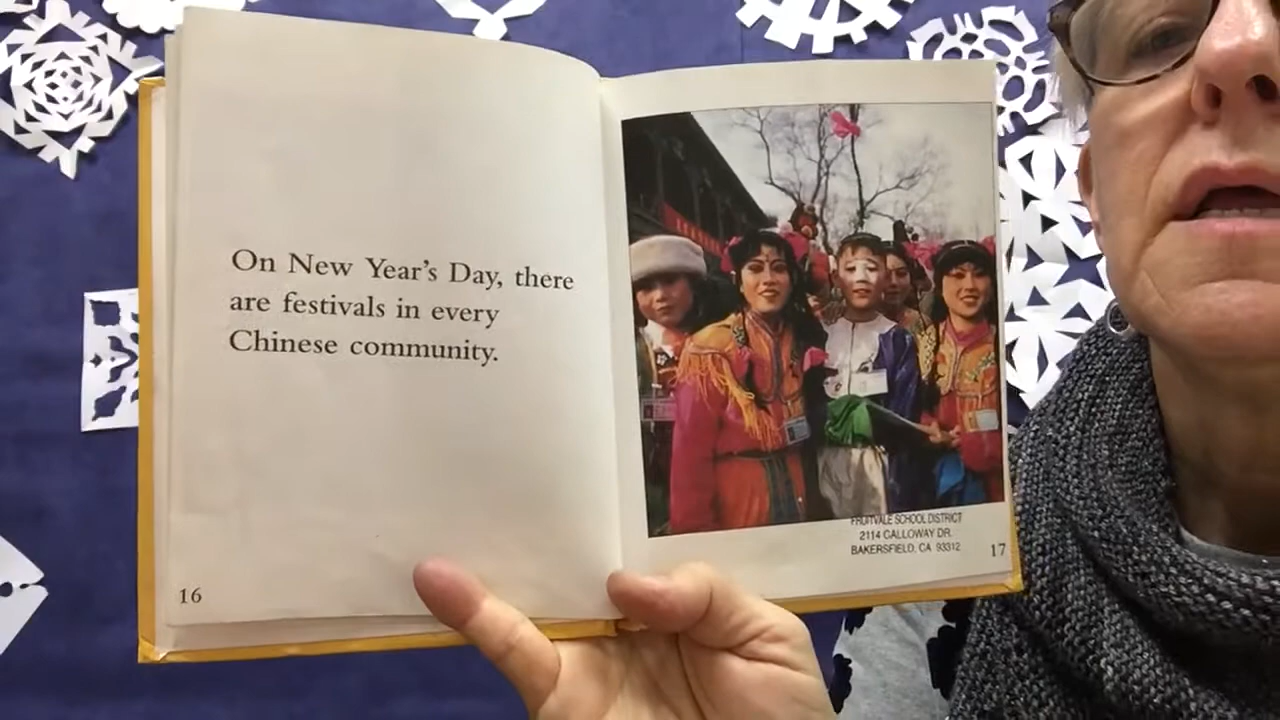 On New Year's Day, there
are festivals in every
Chinese community.
16
FRUITVALE SCHOOL DISTRICT
2114 CALLOWAY DR.
BAKERSFIELD, CA 93312
17